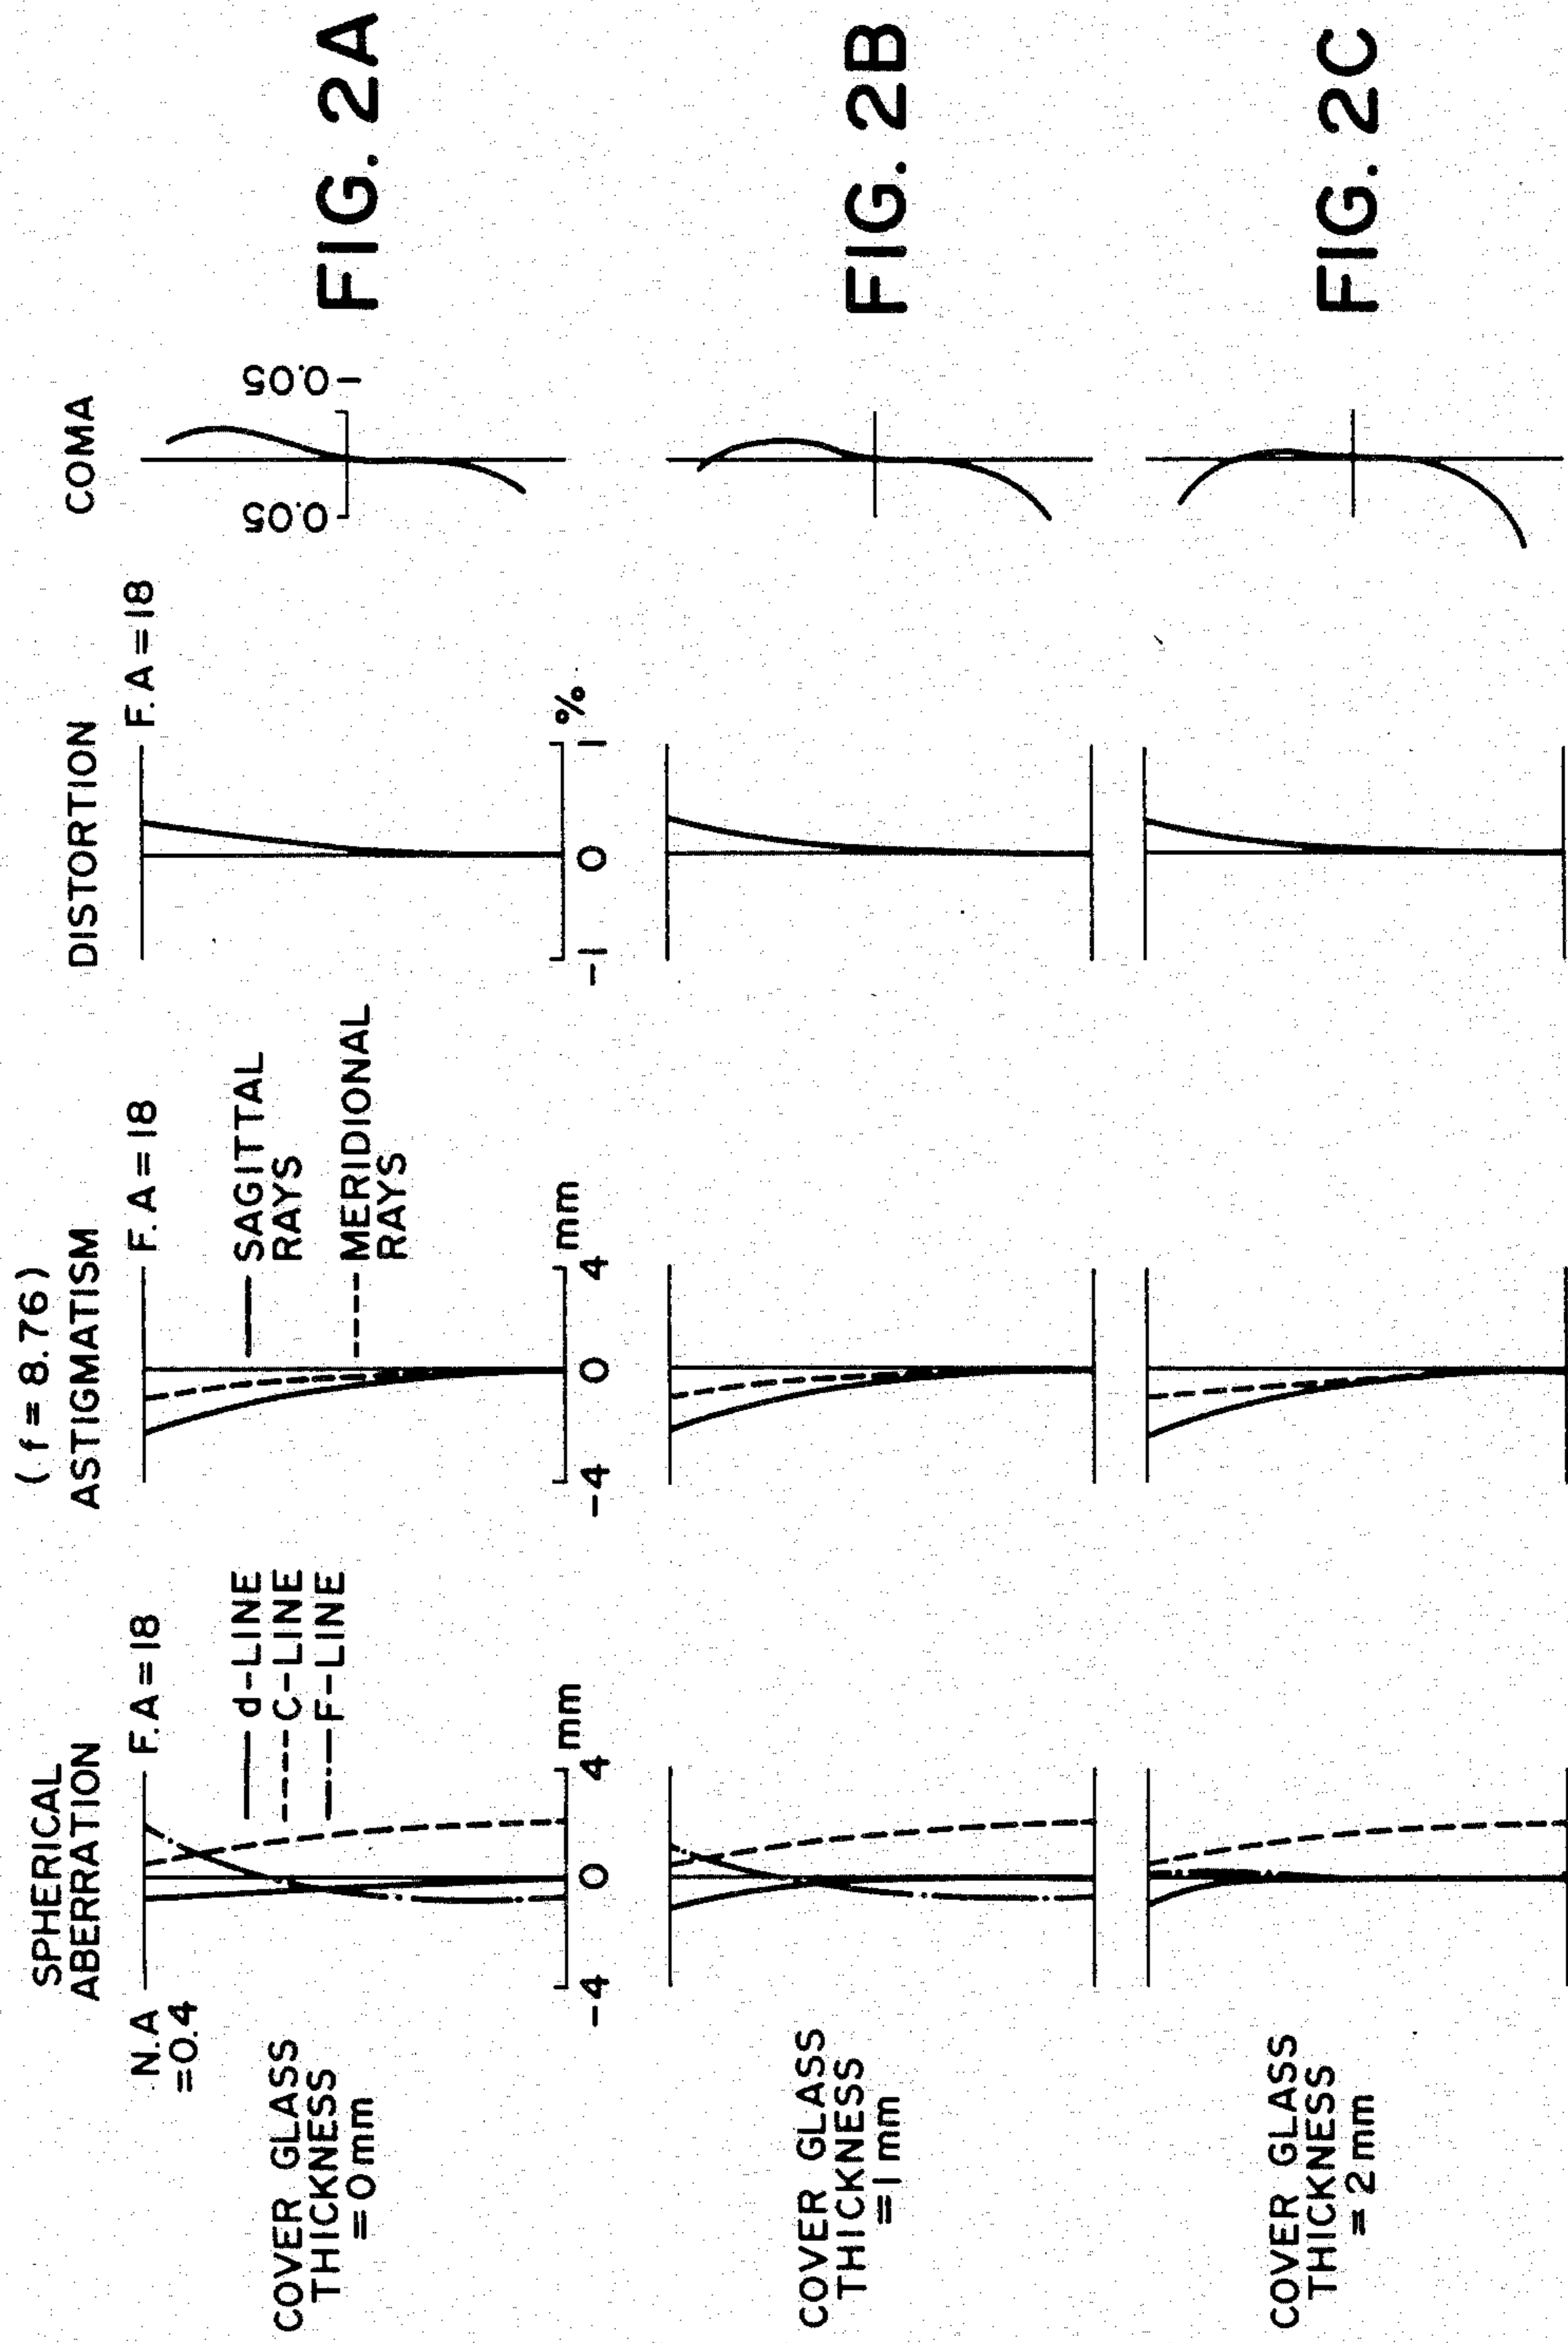 (f = 8.76)
SPHERICAL
ABERRATION
ASTIGMATISM
DISTORTION
COMA
N.A
=0.4
F.A=18
F.A=18
F.A=18
d-LINE
C-LINE
F-LINE
SAGITTAL
RAYS
MERIDIONAL
RAYS
0.05
-0.05
COVER GLASS
THICKNESS
=0mm
-4 0 4 mm
-4 0 4 mm
-1 0 1 %
FIG. 2A
COVER GLASS
THICKNESS
=1mm
FIG. 2B
COVER GLASS
THICKNESS
=2mm
FIG. 2C